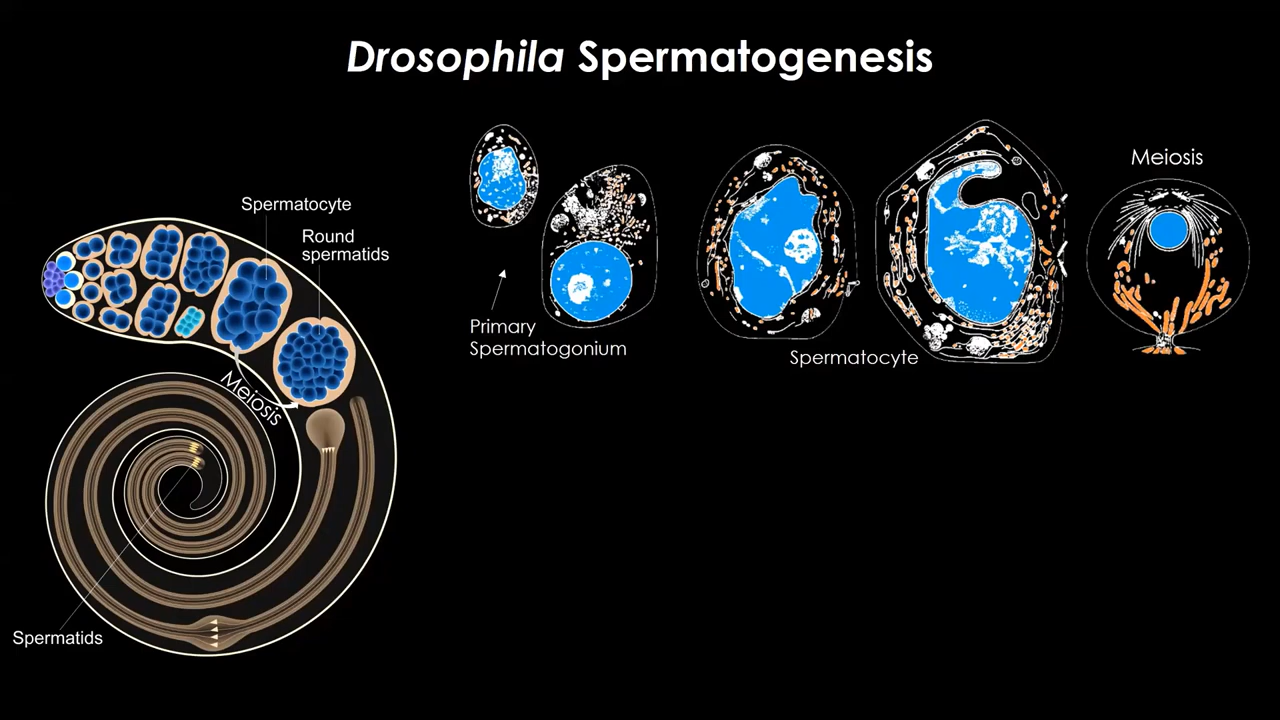 Drosophila Spermatogenesis
Spermatocyte
Round
spermatids
Meiosis
Spermatids
Primary
Spermatogonium
Spermatocyte
Meiosis